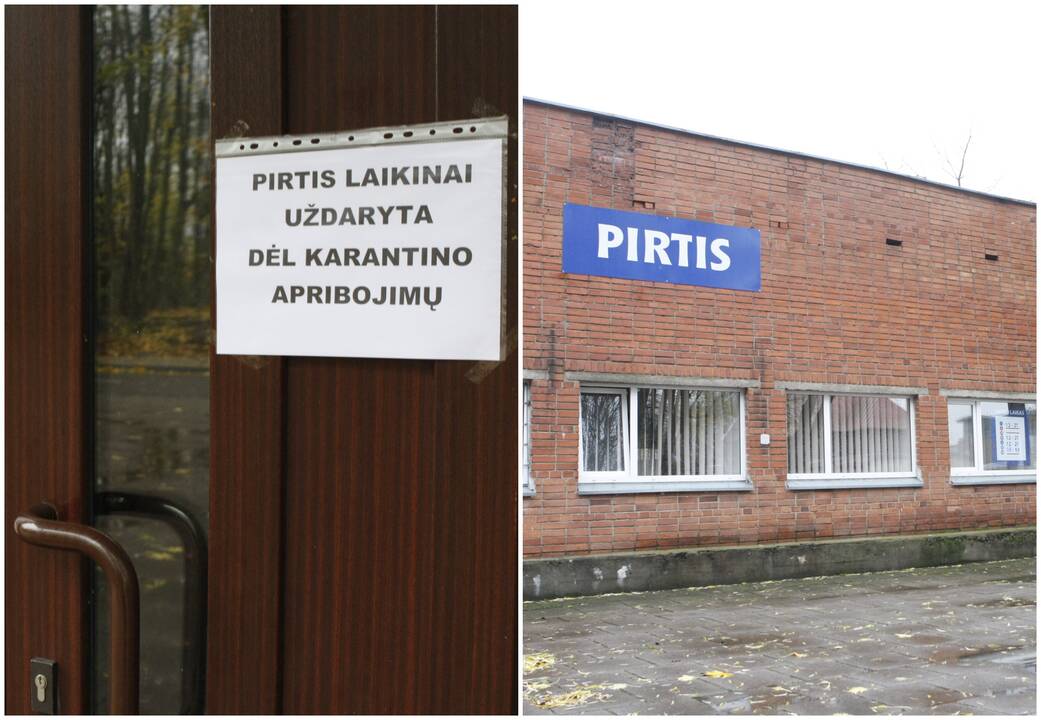 PIRTIS LAIKINAI
UŽDARYTA
DĖL KARANTINO
APRIBOJIMŲ
PIRTIS